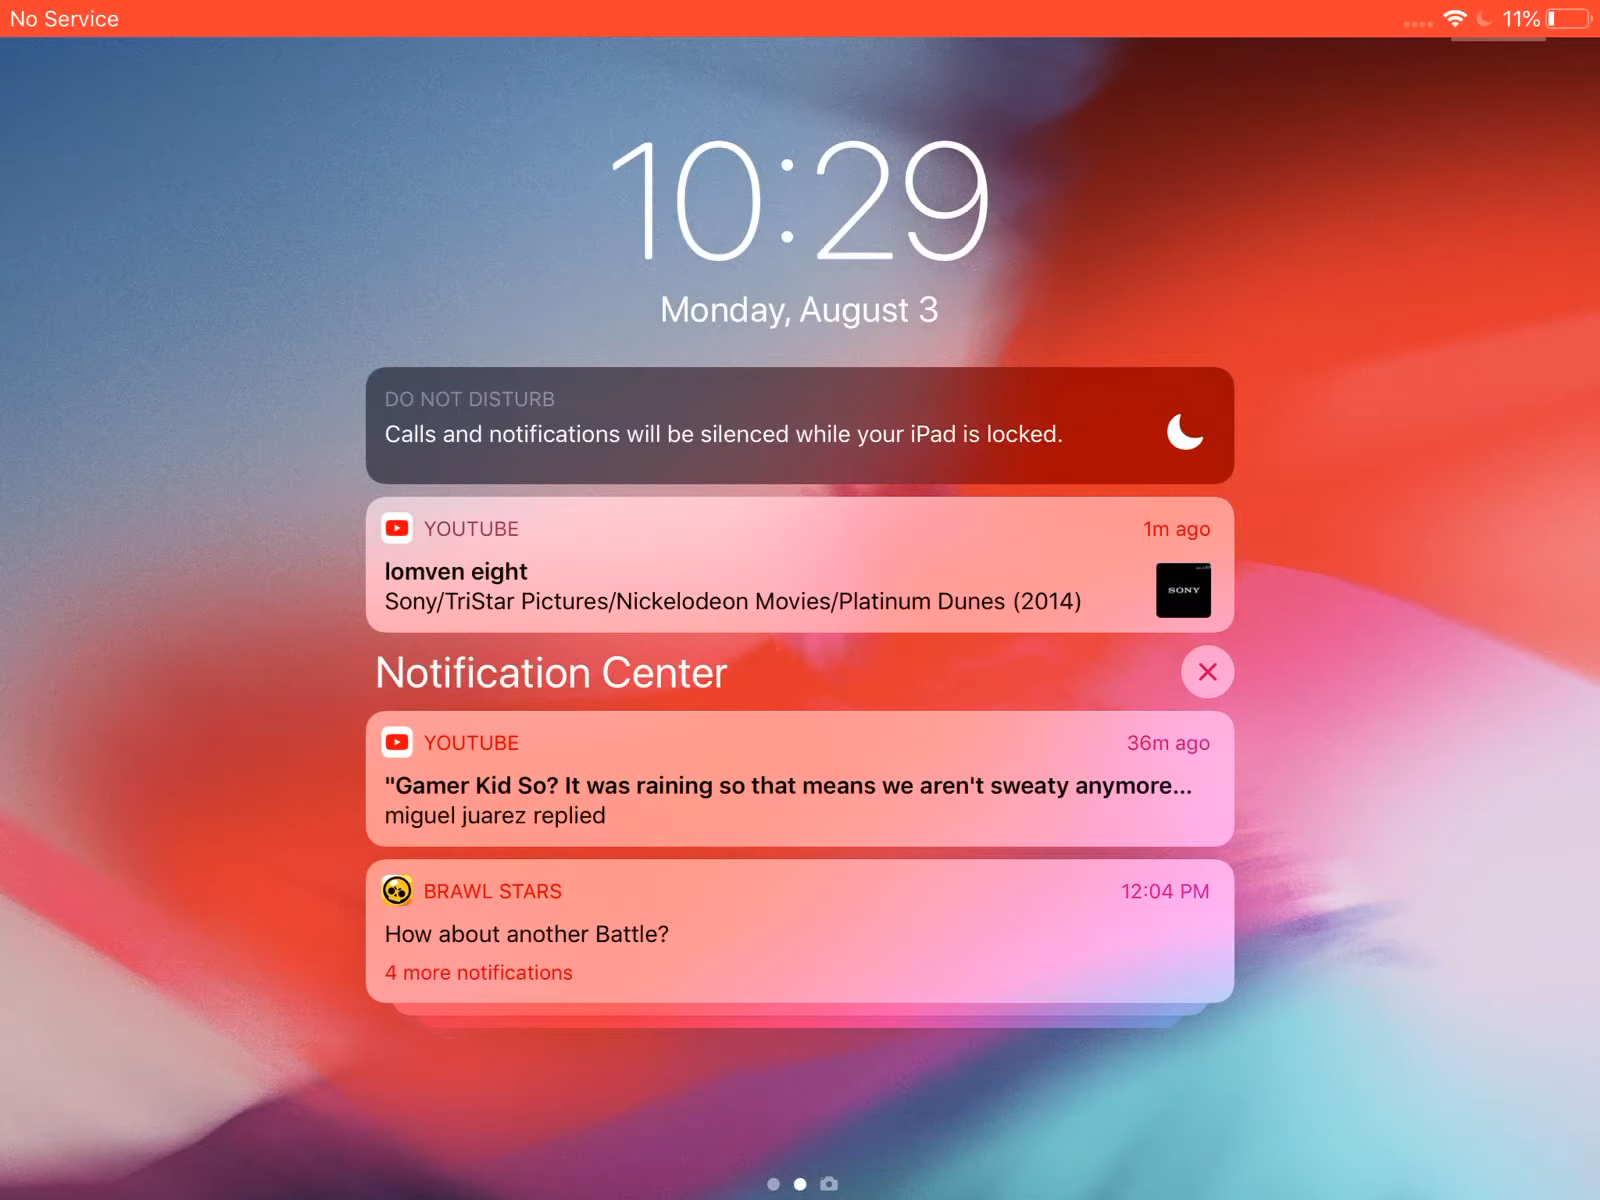 No Service
11%
10:29
Monday, August 3
DO NOT DISTURB
Calls and notifications will be silenced while your iPad is locked.
YOUTUBE
1m ago
lomven eight
Sony/TriStar Pictures/Nickelodeon Movies/Platinum Dunes (2014)
SONY
Notification Center
YOUTUBE
36m ago
"Gamer Kid So? It was raining so that means we aren't sweaty anymore...
miguel juarez replied
BRAWL STARS
12:04 PM
How about another Battle?
4 more notifications